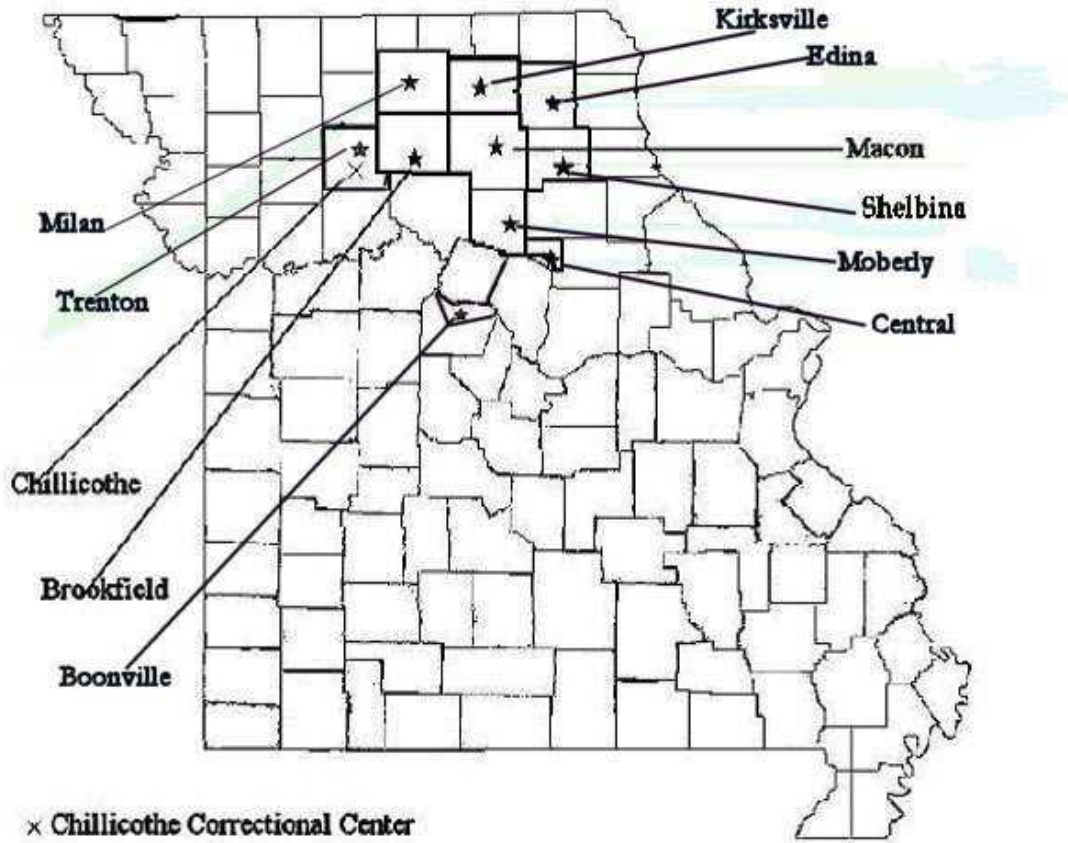 Kirksville
Edina
Macon
Shelbina
Milan
Moberly
Trenton
Central
Chillicothe
Brookfield
Boonville
× Chillicothe Correctional Center